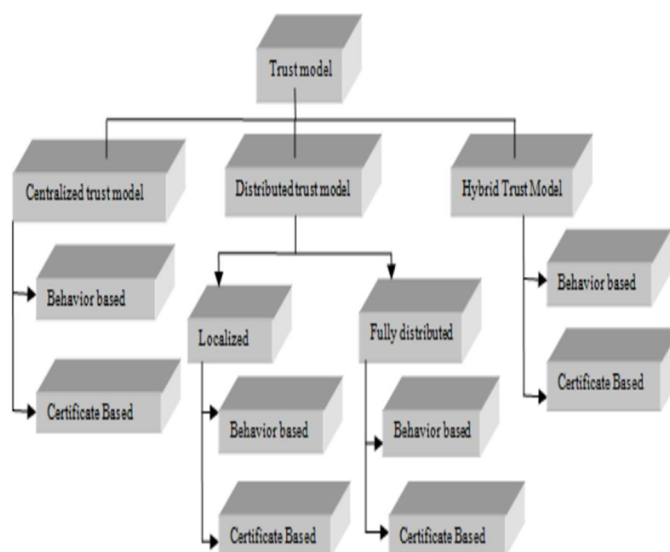 Trust model
Centralized trust model
Distributed trust model
Hybrid Trust Model
Behavior based
Certificate Based
Localized
Behavior based
Certificate Based
Fully distributed
Behavior based
Certificate Based
Behavior based
Certificate Based